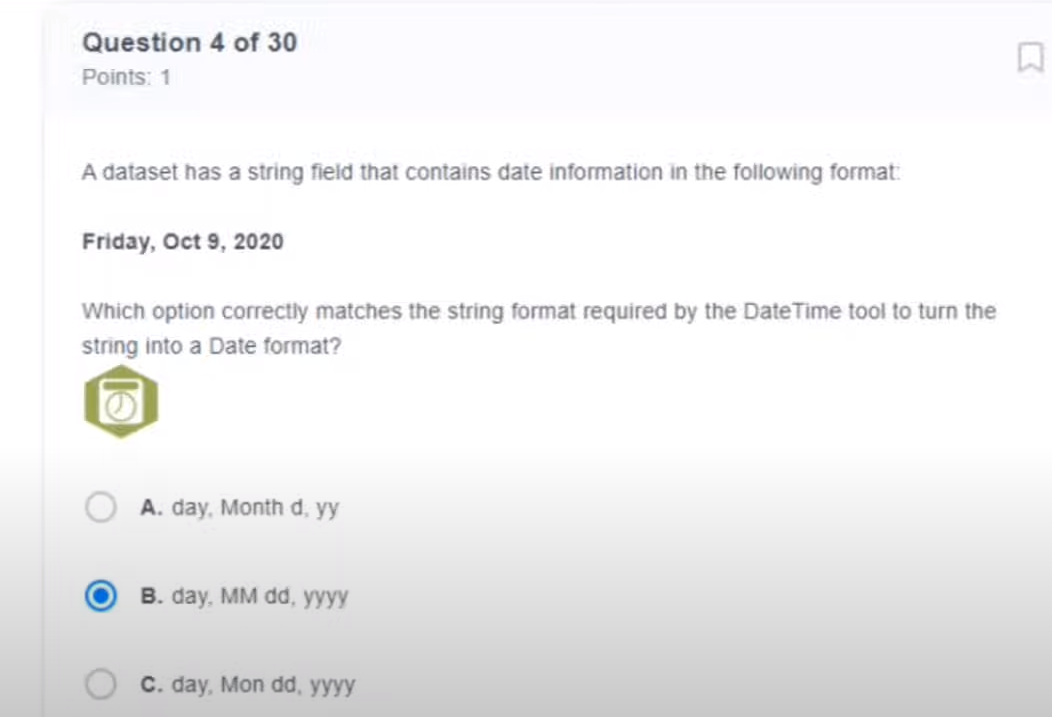 Question 4 of 30
Points: 1
A dataset has a string field that contains date information in the following format:
Friday, Oct 9, 2020
Which option correctly matches the string format required by the DateTime tool to turn the
string into a Date format?
A. day, Month d, yy
B. day, MM dd, yyyy
C. day, Mon dd, yyyy